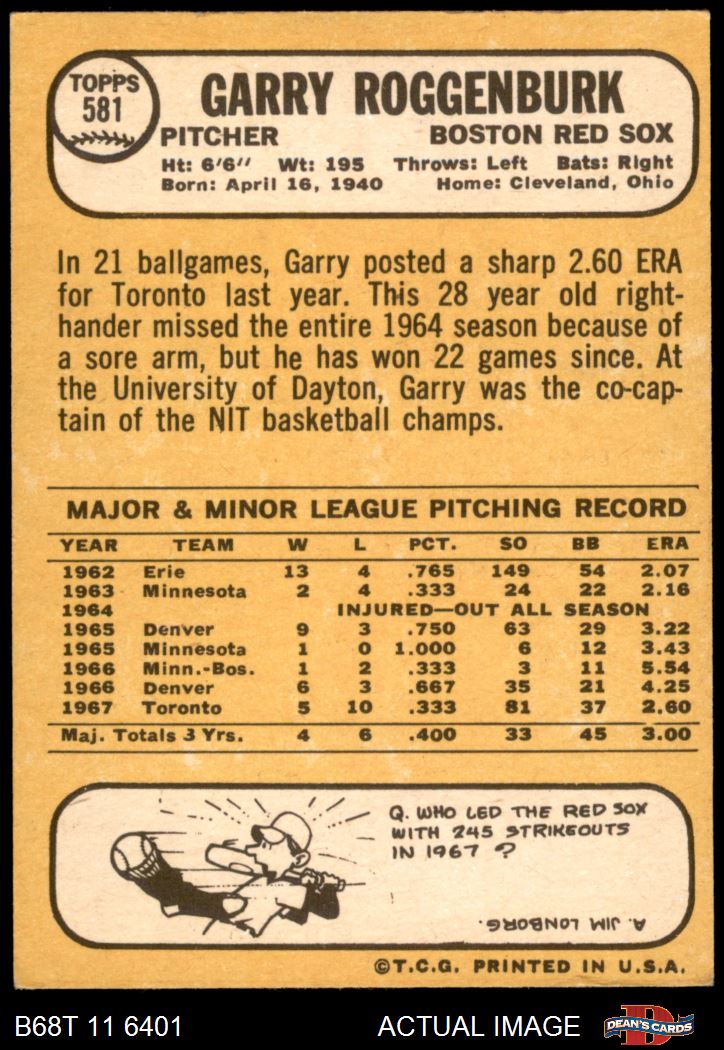 TOPPS
581
GARRY ROGGENBURK
PITCHER BOSTON RED SOX
Ht: 6'6" Wt: 195 Throws: Left Bats: Right
Born: April 16, 1940 Home: Cleveland, Ohio
In 21 ballgames, Garry posted a sharp 2.60 ERA
for Toronto last year. This 28 year old right-
hander missed the entire 1964 season because of
a sore arm, but he has won 22 games since. At
the University of Dayton, Garry was the co-cap-
tain of the NIT basketball champs.
MAJOR & MINOR LEAGUE PITCHING RECORD
YEAR TEAM W L PCT. SO BB ERA
1962 Erie 13 4 .765 149 54 2.07
1963 Minnesota 2 4 .333 24 22 2.16
1964 INJURED—OUT ALL SEASON
1965 Denver 9 3 .750 63 29 3.22
1965 Minnesota 1 0 1.000 6 12 3.43
1966 Minn.-Bos. 1 2 .333 3 11 5.54
1966 Denver 6 3 .667 35 21 4.25
1967 Toronto 5 10 .333 81 37 2.60
Maj. Totals 3 Yrs. 4 6 .400 33 45 3.00
Q. WHO LED THE RED SOX
WITH 245 STRIKEOUTS
IN 1967 ?
A. JIM LONBORG.
©T.C.G. PRINTED IN U.S.A.
B68T 11 6401 ACTUAL IMAGE
D
DEAN'S CARDS